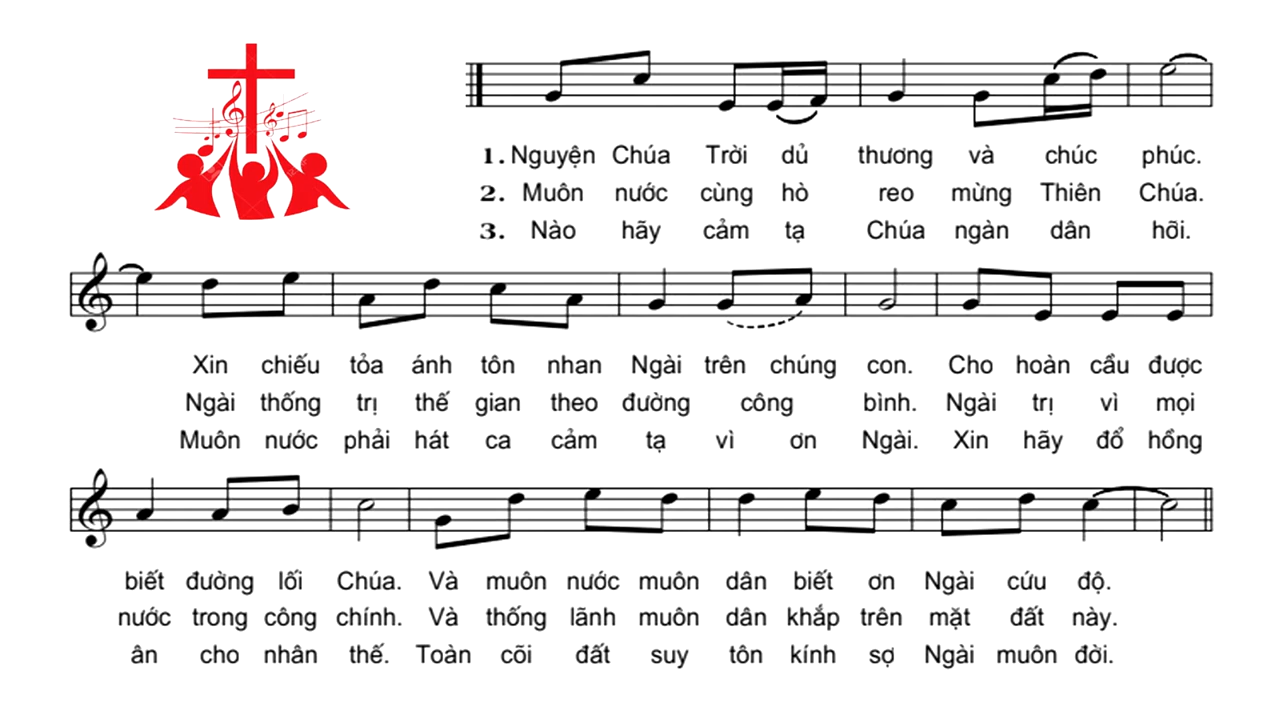 1. Nguyện Chúa Trời dủ thương và chúc phúc.
2. Muôn nước cùng hò reo mừng Thiên Chúa.
3. Nào hãy cảm tạ Chúa ngàn dân hỡi.
Xin chiếu tỏa ánh tôn nhan Ngài trên chúng con. Cho hoàn cầu được
Ngài thống trị thế gian theo đường công bình. Ngài trị vì mọi
Muôn nước phải hát ca cảm tạ vì ơn Ngài. Xin hãy đổ hồng
biết đường lối Chúa. Và muôn nước muôn dân biết ơn Ngài cứu độ.
nước trong công chính. Và thống lãnh muôn dân khắp trên mặt đất này.
ân cho nhân thế. Toàn cõi đất suy tôn kính sợ Ngài muôn đời.